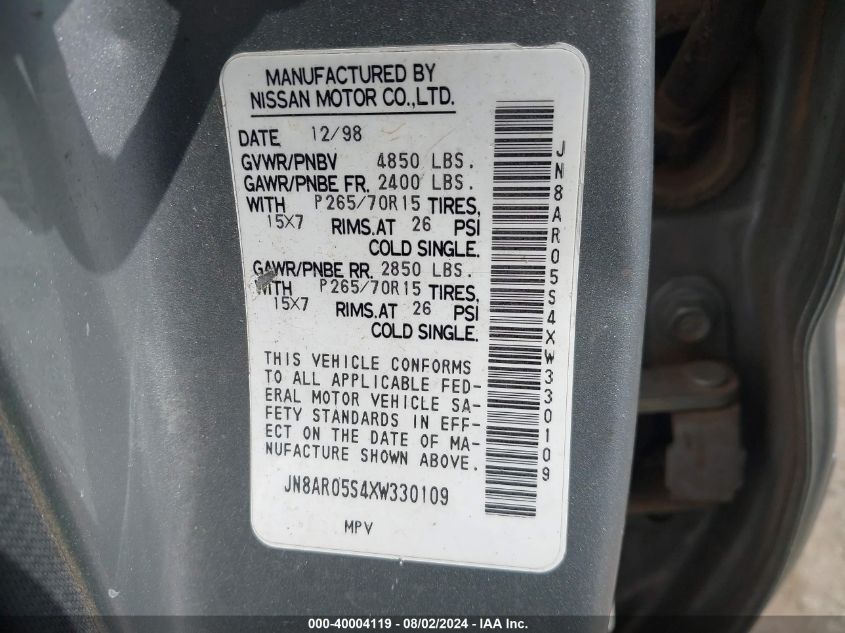 MANUFACTURED BY
NISSAN MOTOR CO.,LTD.
DATE 12/98
GVWR/PNBV 4850 LBS.
GAWR/PNBE FR. 2400 LBS.
WITH P265/70R15 TIRES,
15X7 RIMS.AT 26 PSI
COLD SINGLE.
GAWR/PNBE RR. 2850 LBS.
WITH P265/70R15 TIRES,
15X7 RIMS.AT 26 PSI
COLD SINGLE.
THIS VEHICLE CONFORMS
TO ALL APPLICABLE FED-
ERAL MOTOR VEHICLE SA-
FETY STANDARDS IN EFF-
ECT ON THE DATE OF MA-
NUFACTURE SHOWN ABOVE.
JN8AR05S4XW330109
MPV
JN8AR05S4XW330109
000-40004119 - 08/02/2024 - IAAI.com